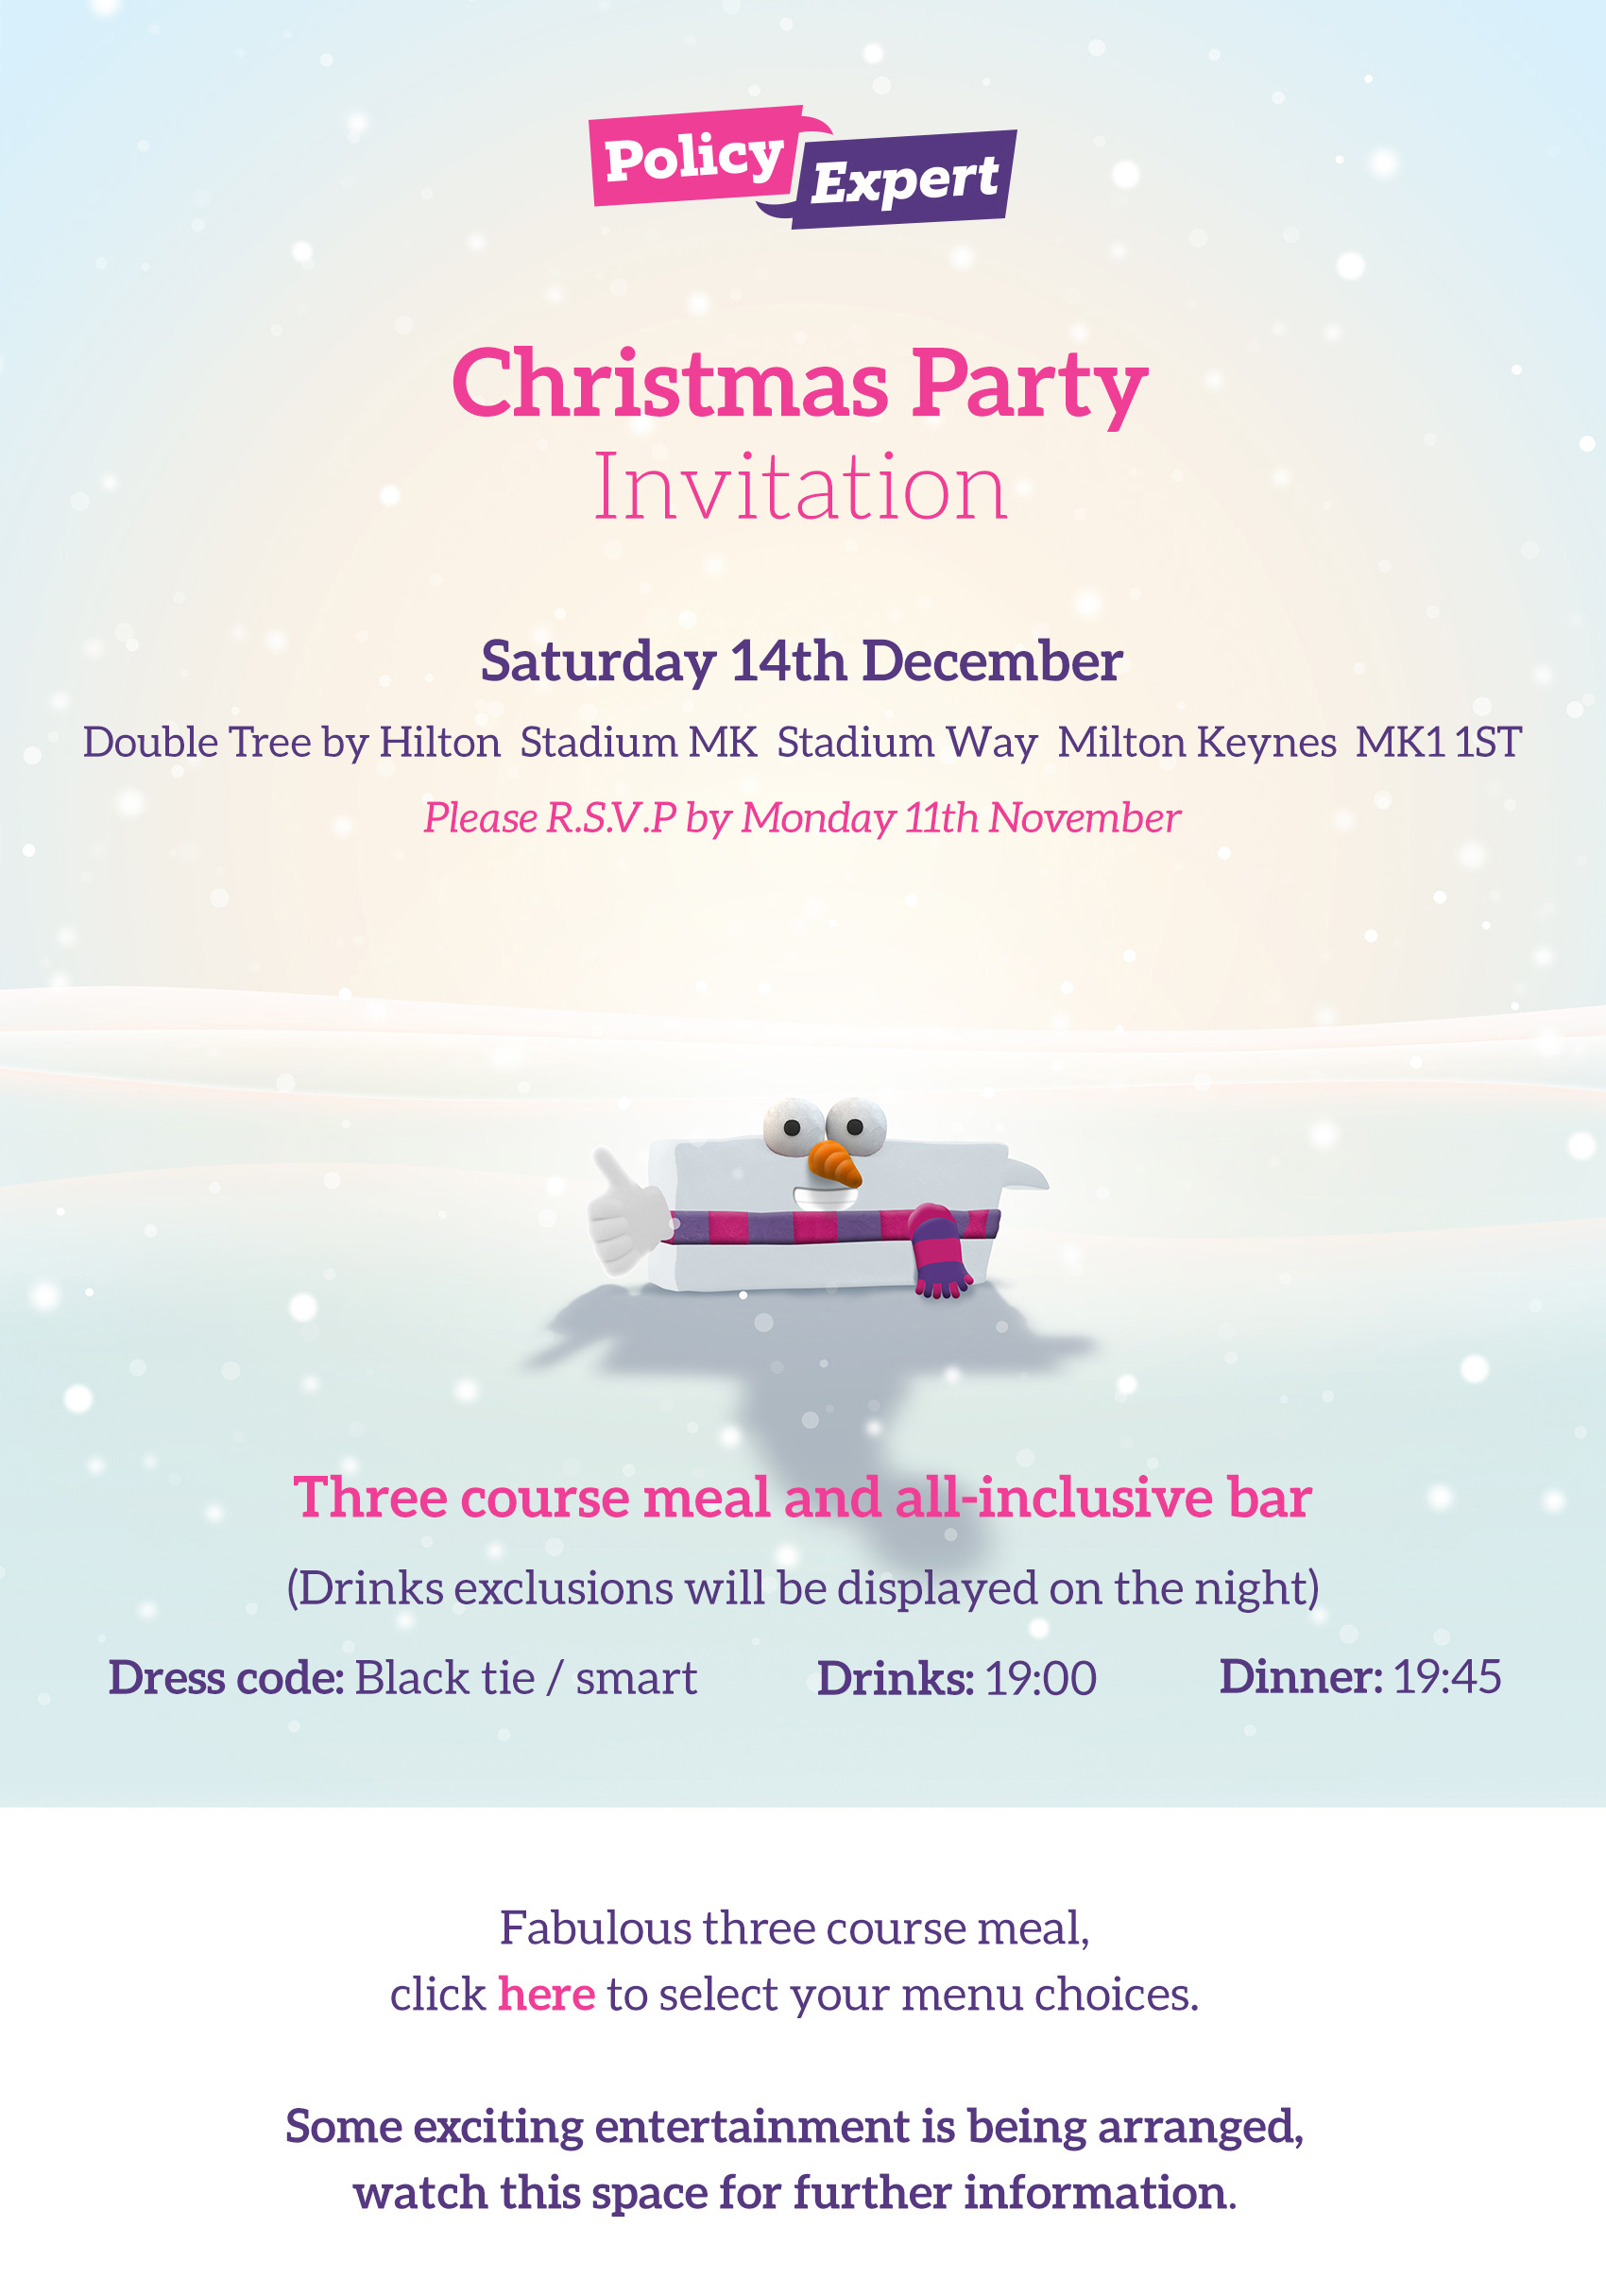 Policy
Expert
Christmas Party
Invitation
Saturday 14th December
Double Tree by Hilton Stadium MK Stadium Way Milton Keynes MK1 1ST
Please R.S.V.P by Monday 11th November
Three course meal and all-inclusive bar
(Drinks exclusions will be displayed on the night)
Dress code: Black tie / smart Drinks: 19:00 Dinner: 19:45
Fabulous three course meal,
click here to select your menu choices.
Some exciting entertainment is being arranged,
watch this space for further information.